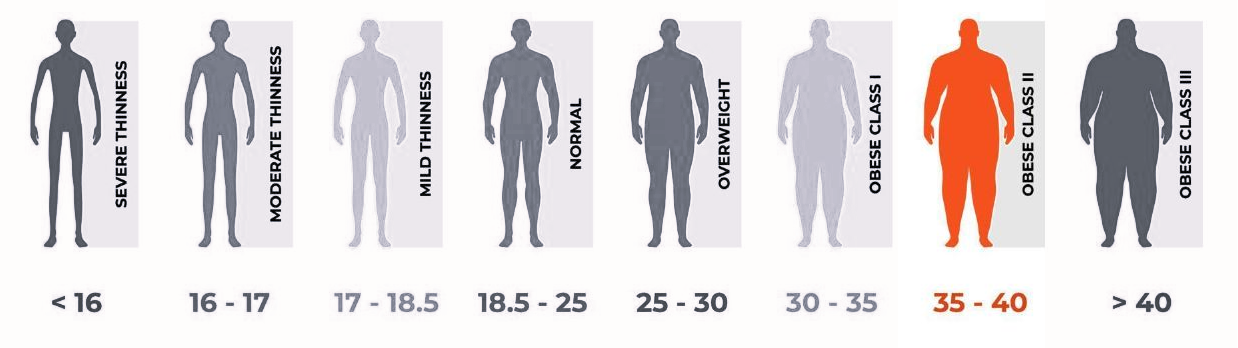 SEVERE THINNESS
MODERATE THINNESS
MILD THINNESS
NORMAL
OVERWEIGHT
OBESE CLASS I
OBESE CLASS II
OBESE CLASS III
< 16
16 - 17
17 - 18.5
18.5 - 25
25 - 30
30 - 35
35 - 40
> 40